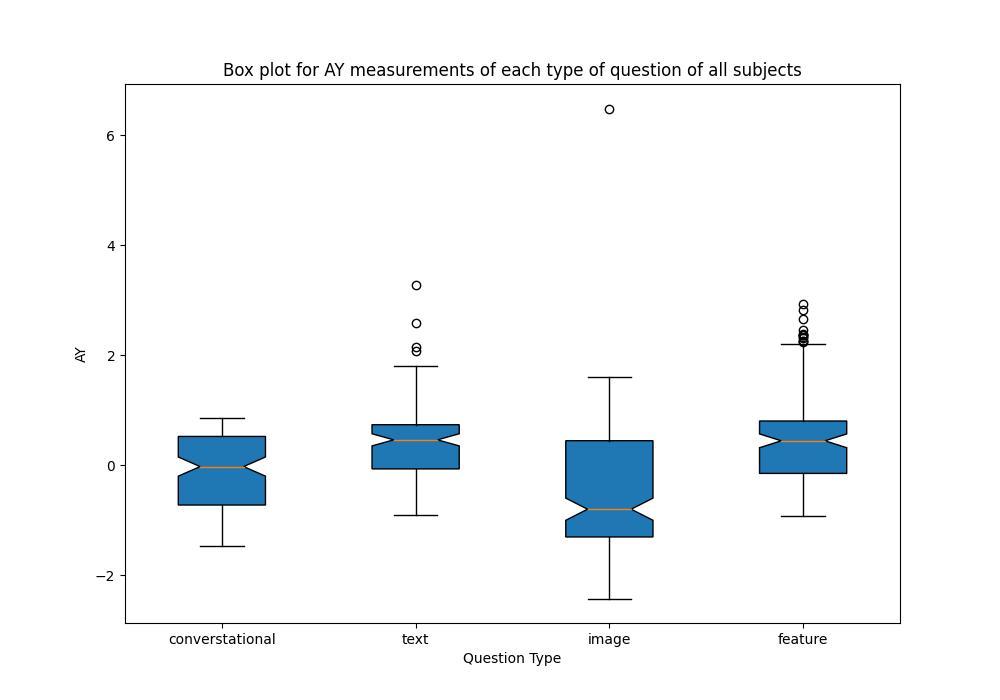 Box plot for AY measurements of each type of question of all subjects
6
4
2
0
−2
AY
converstational text image feature
Question Type